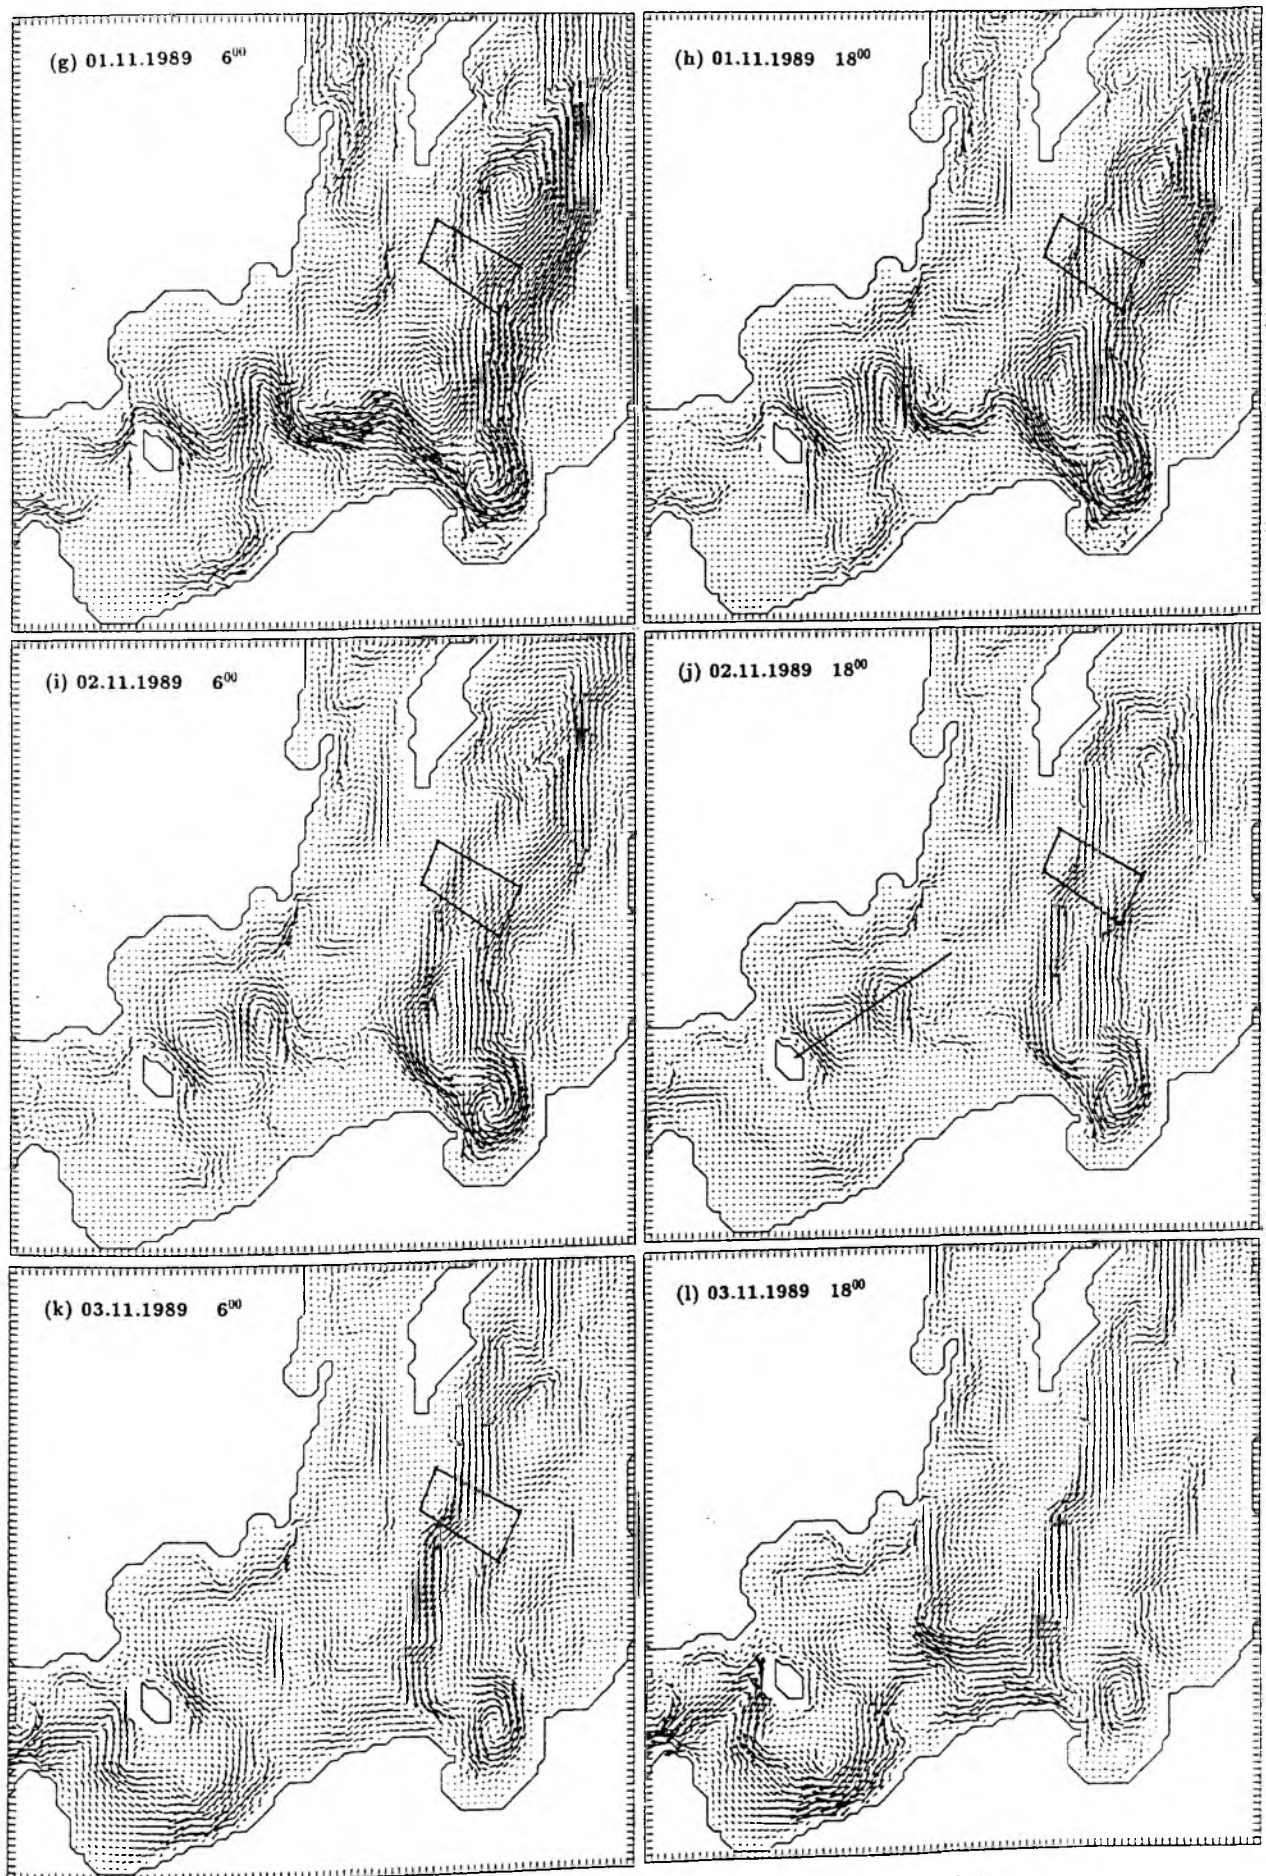 (g) 01.11.1989 6⁰⁰
(h) 01.11.1989 18⁰⁰
(i) 02.11.1989 6⁰⁰
(j) 02.11.1989 18⁰⁰
(k) 03.11.1989 6⁰⁰
(l) 03.11.1989 18⁰⁰